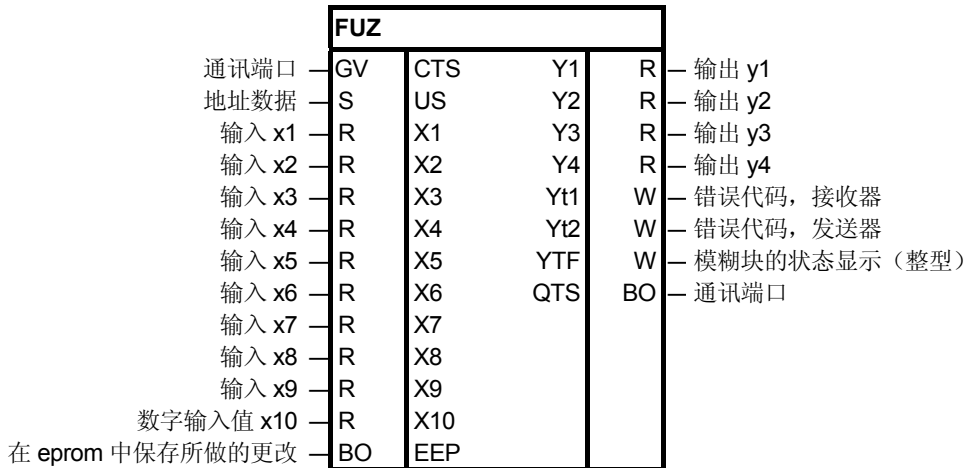 FUZ
通讯端口 GV CTS Y1 R 输出 y1
地址数据 S US Y2 R 输出 y2
输入 x1 R X1 Y3 R 输出 y3
输入 x2 R X2 Y4 R 输出 y4
输入 x3 R X3 Yt1 W 错误代码，接收器
输入 x4 R X4 Yt2 W 错误代码，发送器
输入 x5 R X5 YTF W 模糊块的状态显示（整型）
输入 x6 R X6 QTS BO 通讯端口
输入 x7 R X7
输入 x8 R X8
输入 x9 R X9
数字输入值 x10 R X10
在 eprom 中保存所做的更改 BO EEP